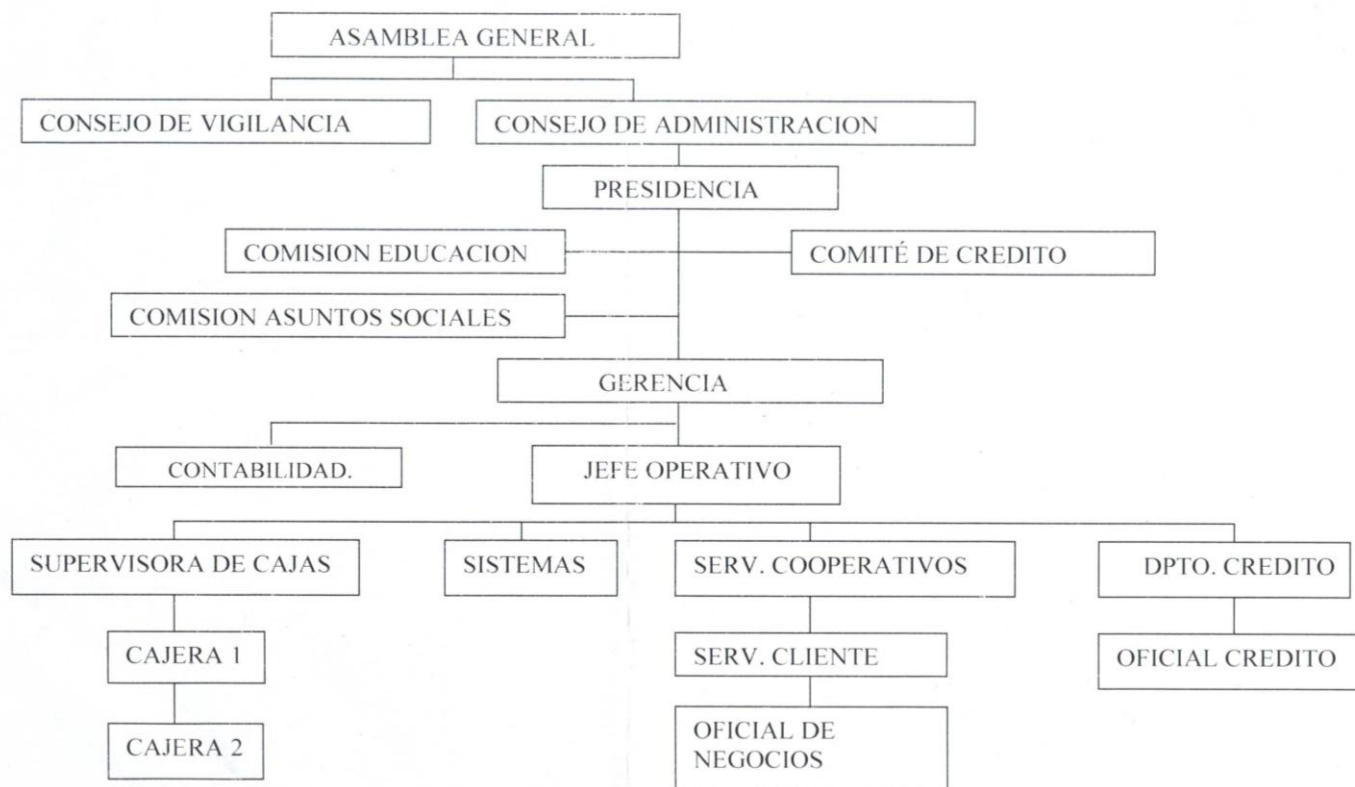 ASAMBLEA GENERAL
CONSEJO DE VIGILANCIA
CONSEJO DE ADMINISTRACION
PRESIDENCIA
COMISION EDUCACION
COMITÉ DE CREDITO
COMISION ASUNTOS SOCIALES
GERENCIA
CONTABILIDAD.
JEFE OPERATIVO
SUPERVISORA DE CAJAS
SISTEMAS
SERV. COOPERATIVOS
DPTO. CREDITO
CAJERA 1
SERV. CLIENTE
OFICIAL CREDITO
CAJERA 2
OFICIAL DE
NEGOCIOS